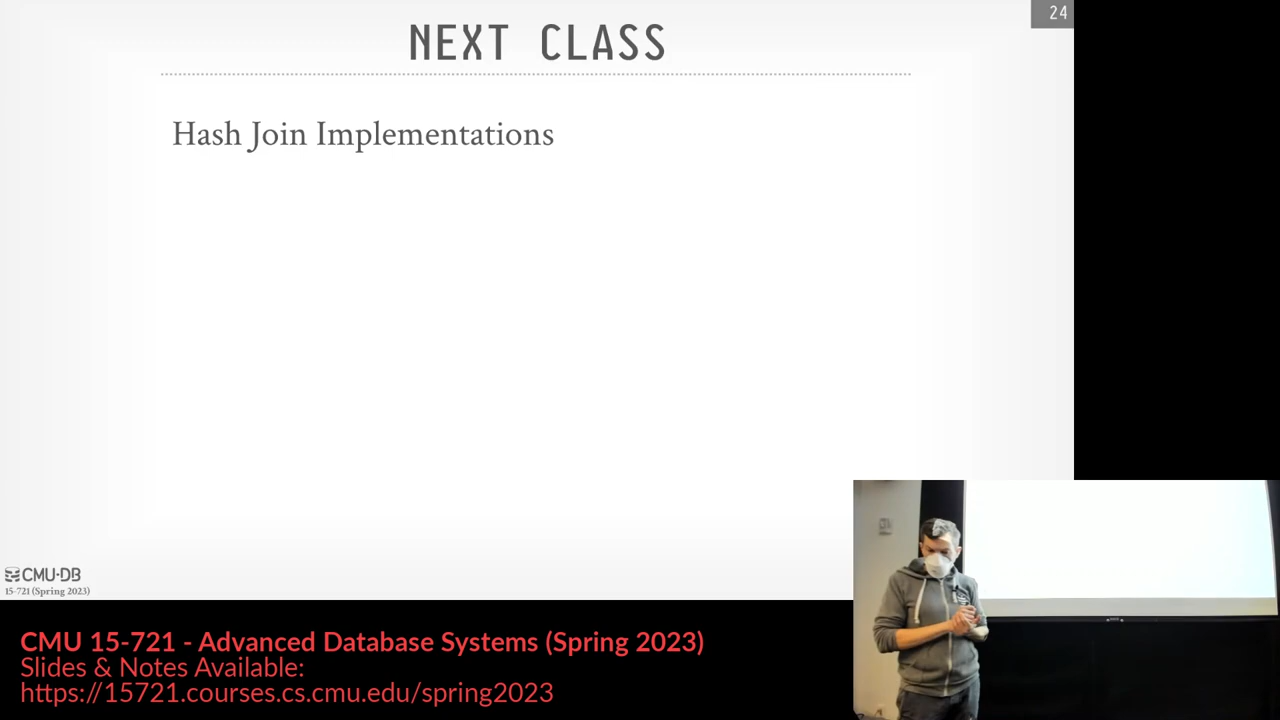 24
NEXT CLASS
Hash Join Implementations
CMU·DB
15-721 (Spring 2023)
CMU 15-721 - Advanced Database Systems (Spring 2023)
Slides & Notes Available:
https://15721.courses.cs.cmu.edu/spring2023